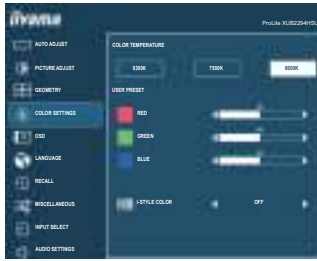 iiyama
ProLite XUB2294HSU
AUTO ADJUST
PICTURE ADJUST
GEOMETRY
COLOR SETTINGS
OSD
LANGUAGE
RECALL
MISCELLANEOUS
INPUT SELECT
AUDIO SETTINGS
COLOR TEMPERATURE
9300K 7500K 6500K
USER PRESET
RED
GREEN
BLUE
I-STYLE COLOR OFF